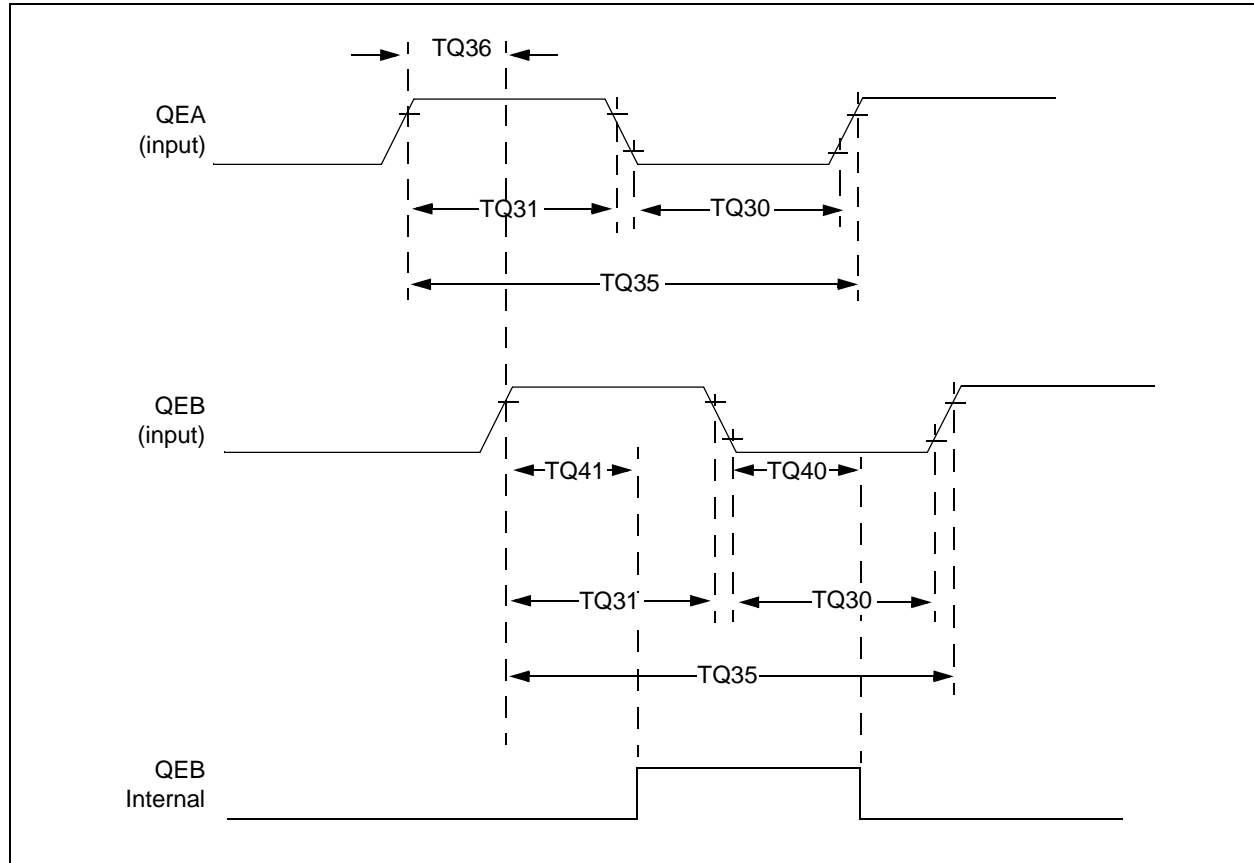 TQ36
QEA
(input)
TQ31
TQ30
TQ35
QEB
(input)
TQ41
TQ40
TQ31
TQ30
TQ35
QEB
Internal